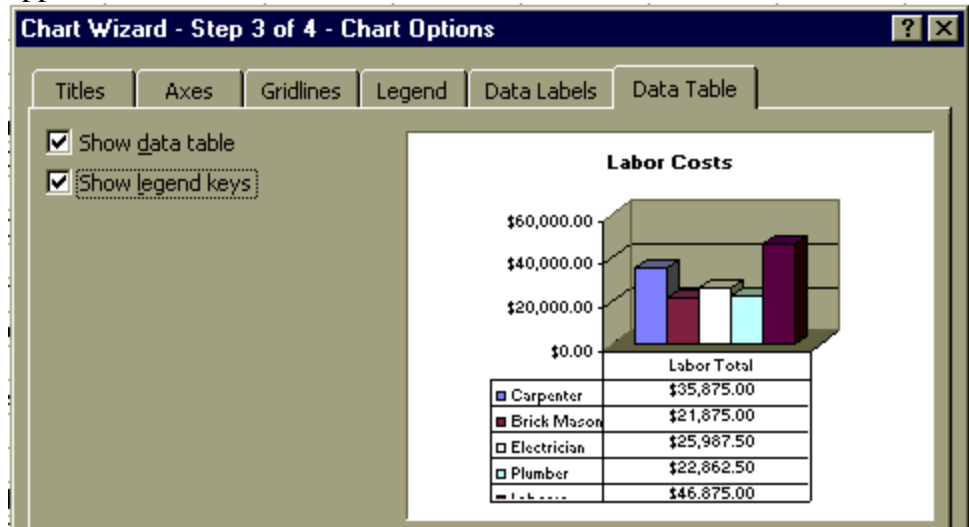 Chart Wizard - Step 3 of 4 - Chart Options
Titles Axes Gridlines Legend Data Labels Data Table
Show data table
Show legend keys
Labor Costs
$60,000.00
$40,000.00
$20,000.00
$0.00
Labor Total
Carpenter $35,875.00
Brick Mason $21,875.00
Electrician $25,987.50
Plumber $22,862.50
$46,875.00